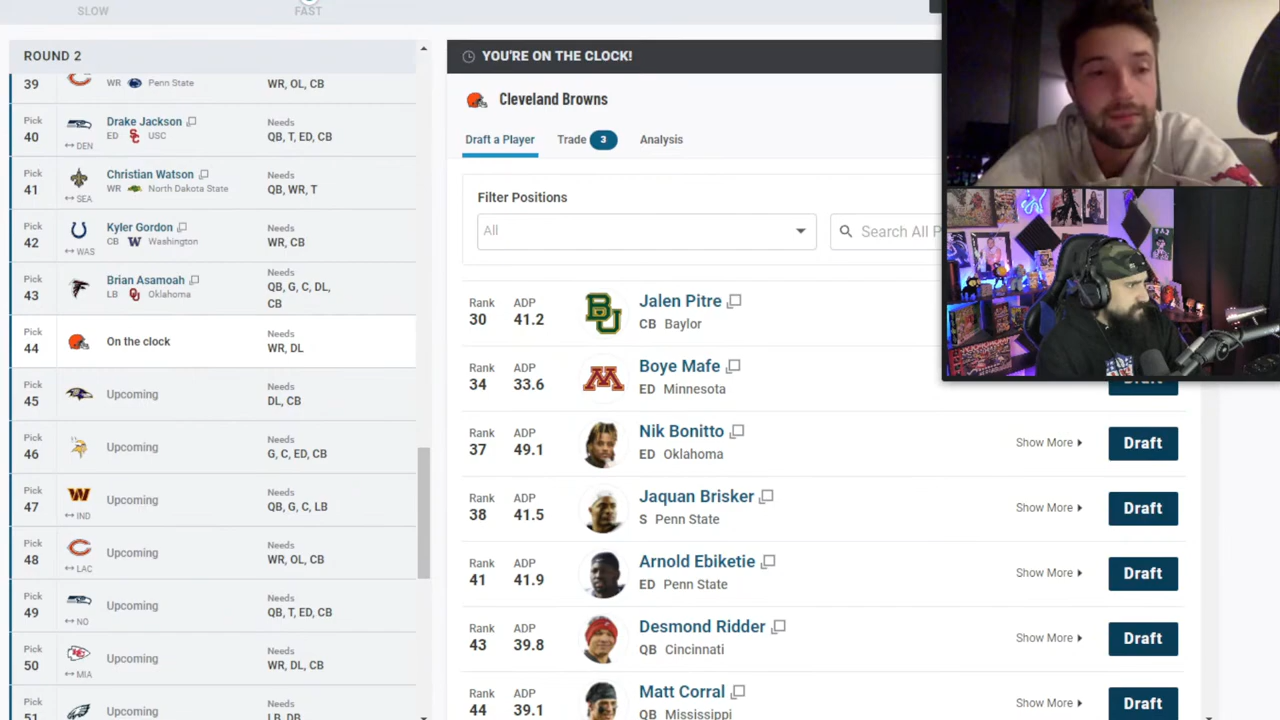 SLOW FAST
ROUND 2
39 WR Penn State WR, OL, CB
Pick 40 DEN Drake Jackson ED USC Needs QB, T, ED, CB
Pick 41 SEA Christian Watson WR North Dakota State Needs QB, WR, T
Pick 42 WAS Kyler Gordon CB Washington Needs WR, CB
Pick 43 Brian Asamoah LB Oklahoma Needs QB, G, C, DL, CB
Pick 44 On the clock Needs WR, DL
Pick 45 Upcoming Needs DL, CB
Pick 46 Upcoming Needs G, C, ED, CB
Pick 47 IND Upcoming Needs QB, G, C, LB
Pick 48 LAC Upcoming Needs WR, OL, CB
Pick 49 NO Upcoming Needs QB, T, ED, CB
Pick 50 MIA Upcoming Needs WR, DL, CB
Pick 51 Upcoming Needs LB, DB
YOU'RE ON THE CLOCK!
Cleveland Browns
Draft a Player Trade 3 Analysis
Filter Positions
All Search All P
Rank 30 ADP 41.2 BU Jalen Pitre CB Baylor
Rank 34 ADP 33.6 M Boye Mafe ED Minnesota Draft
Rank 37 ADP 49.1 Nik Bonitto ED Oklahoma Show More Draft
Rank 38 ADP 41.5 Jaquan Brisker S Penn State Show More Draft
Rank 41 ADP 41.9 Arnold Ebiketie ED Penn State Show More Draft
Rank 43 ADP 39.8 Desmond Ridder QB Cincinnati Show More Draft
Rank 44 ADP 39.1 Matt Corral QB Mississippi Show More Draft